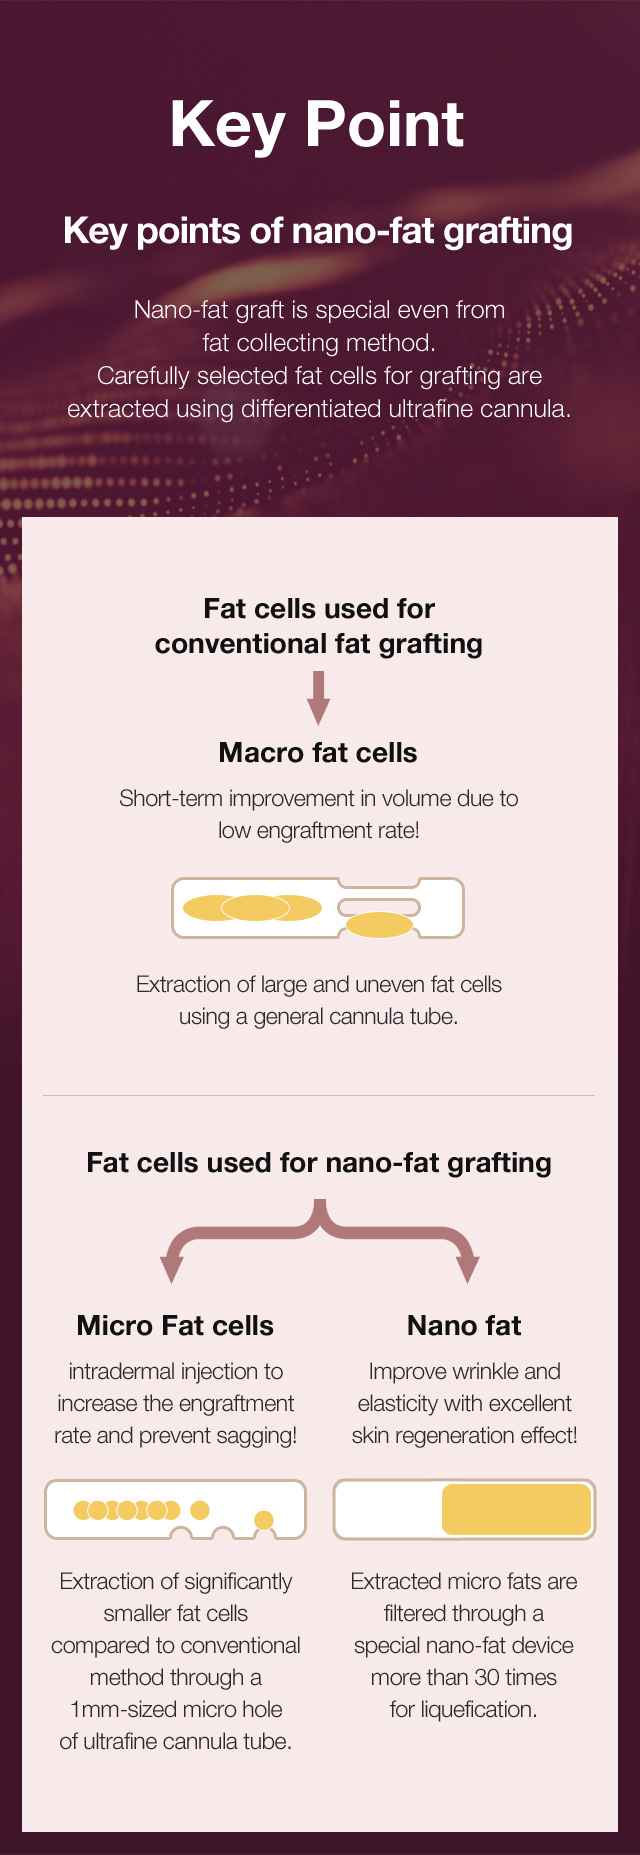 Key Point
Key points of nano-fat grafting
Nano-fat graft is special even from
fat collecting method.
Carefully selected fat cells for grafting are
extracted using differentiated ultrafine cannula.
Fat cells used for
conventional fat grafting
Macro fat cells
Short-term improvement in volume due to
low engraftment rate!
Extraction of large and uneven fat cells
using a general cannula tube.
Fat cells used for nano-fat grafting
Micro Fat cells
intradermal injection to
increase the engraftment
rate and prevent sagging!
Extraction of significantly
smaller fat cells
compared to conventional
method through a
1mm-sized micro hole
of ultrafine cannula tube.
Nano fat
Improve wrinkle and
elasticity with excellent
skin regeneration effect!
Extracted micro fats are
filtered through a
special nano-fat device
more than 30 times
for liquefication.